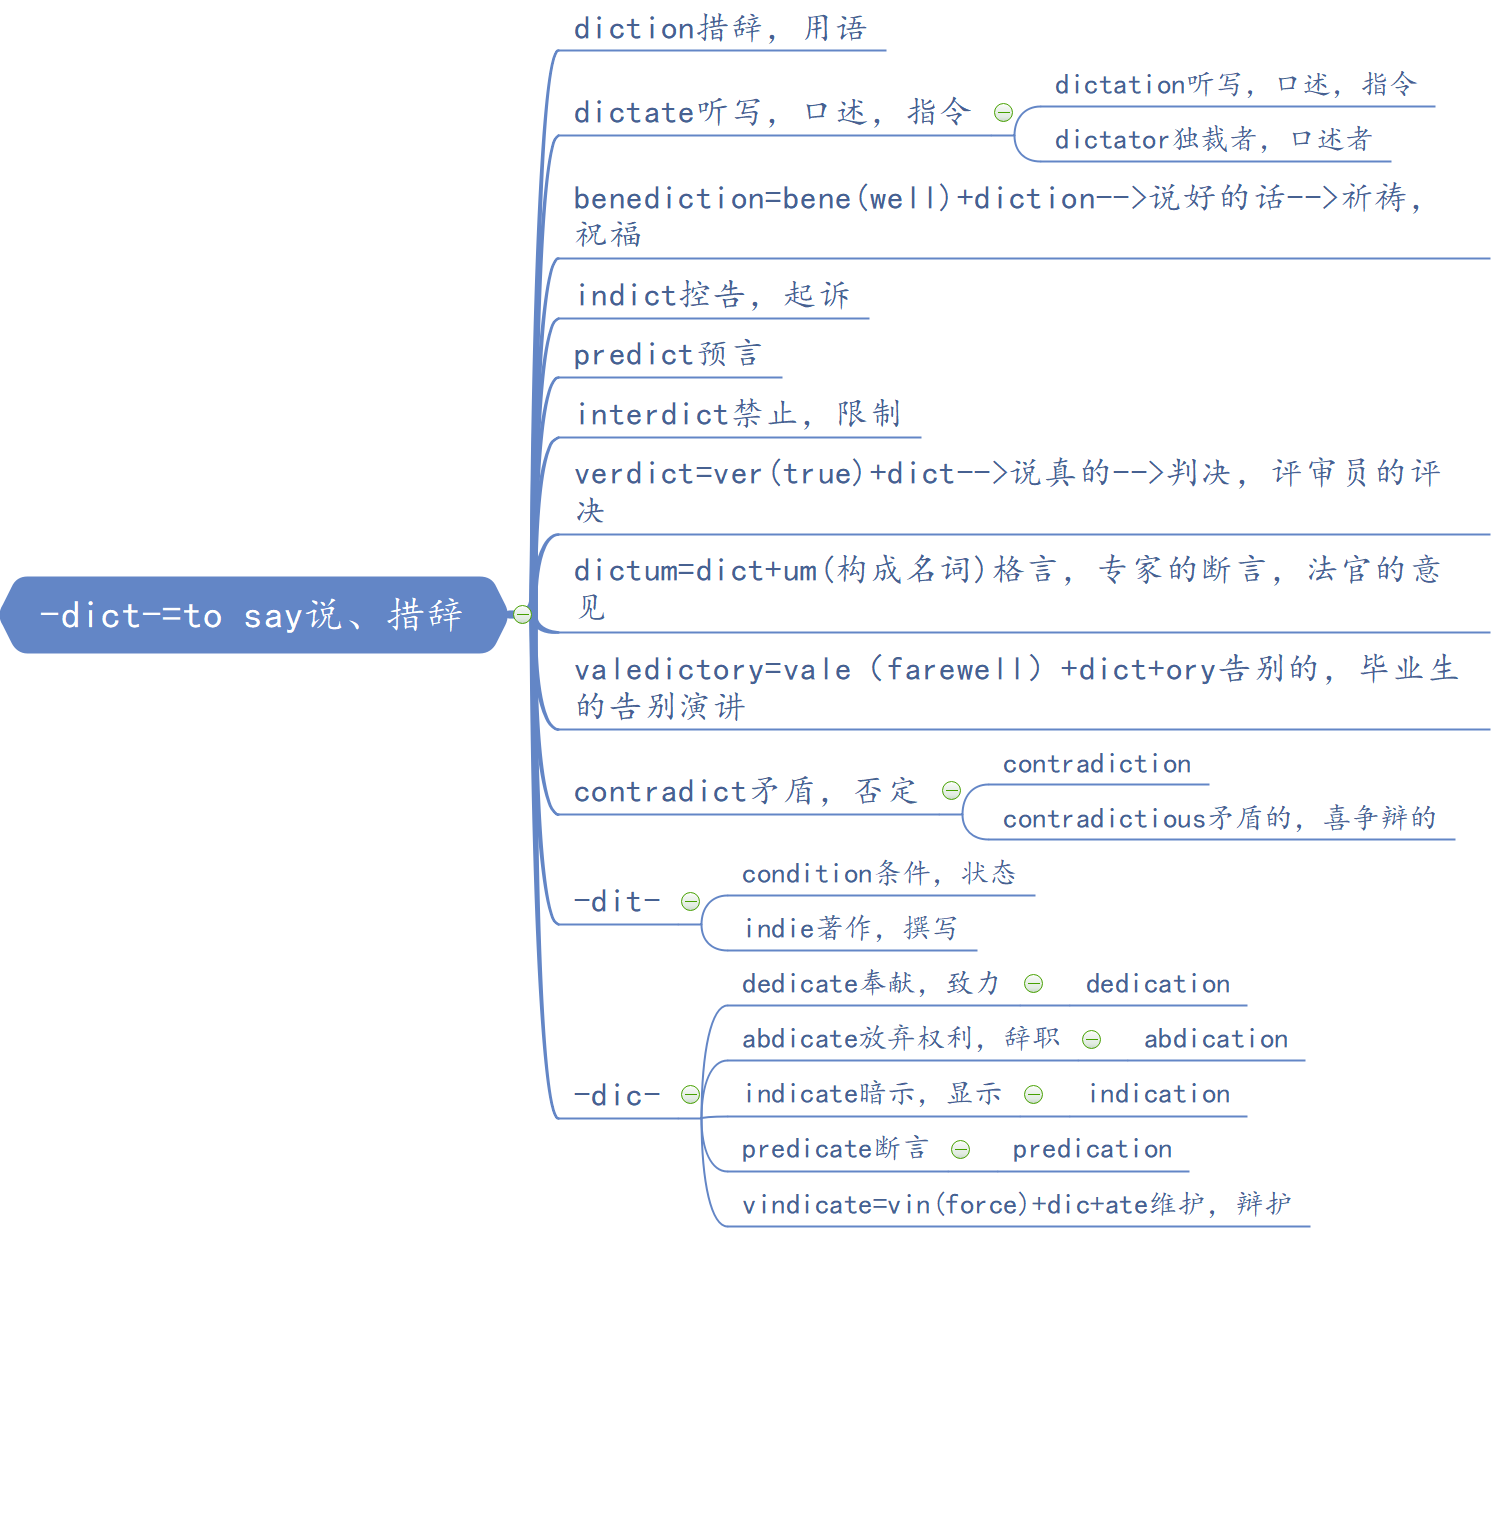 diction措辞，用语
dictation听写，口述，指令
dictate听写，口述，指令
dictator独裁者，口述者
benediction=bene(well)+diction-->说好的话-->祈祷，
祝福
indict控告，起诉
predict预言
interdict禁止，限制
verdict=ver(true)+dict-->说真的-->判决，评审员的评
决
dictum=dict+um(构成名词)格言，专家的断言，法官的意
见
-dict-=to say说、措辞
valedictory=vale（farewell）+dict+ory告别的，毕业生
的告别演讲
contradiction
contradict矛盾，否定
contradictious矛盾的，喜争辩的
condition条件，状态
-dit-
indie著作，撰写
dedicate奉献，致力 dedication
abdicate放弃权利，辞职 abdication
-dic-
indicate暗示，显示 indication
predicate断言 predication
vindicate=vin(force)+dic+ate维护，辩护